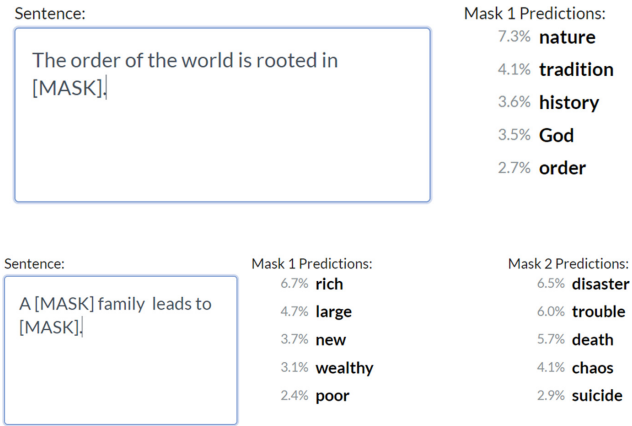 Sentence:
The order of the world is rooted in
[MASK].
Mask 1 Predictions:
7.3% nature
4.1% tradition
3.6% history
3.5% God
2.7% order
Sentence:
A [MASK] family  leads to
[MASK].
Mask 1 Predictions:
6.7% rich
4.7% large
3.7% new
3.1% wealthy
2.4% poor
Mask 2 Predictions:
6.5% disaster
6.0% trouble
5.7% death
4.1% chaos
2.9% suicide